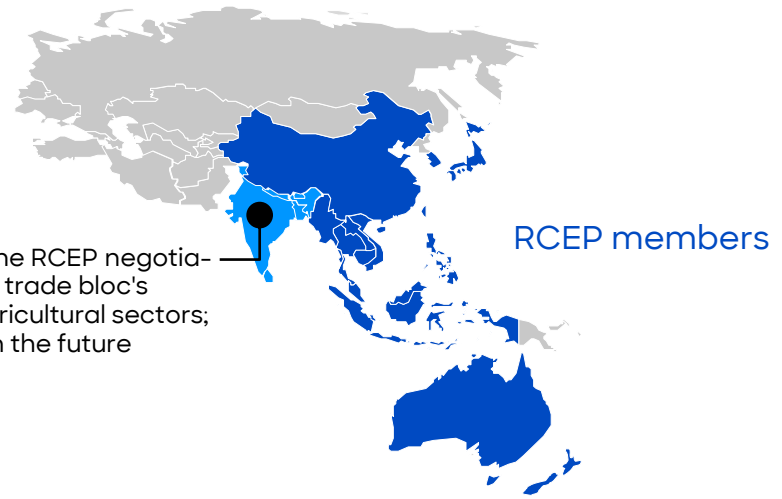 RCEP members
he RCEP negotia-
trade bloc's
ricultural sectors;
the future